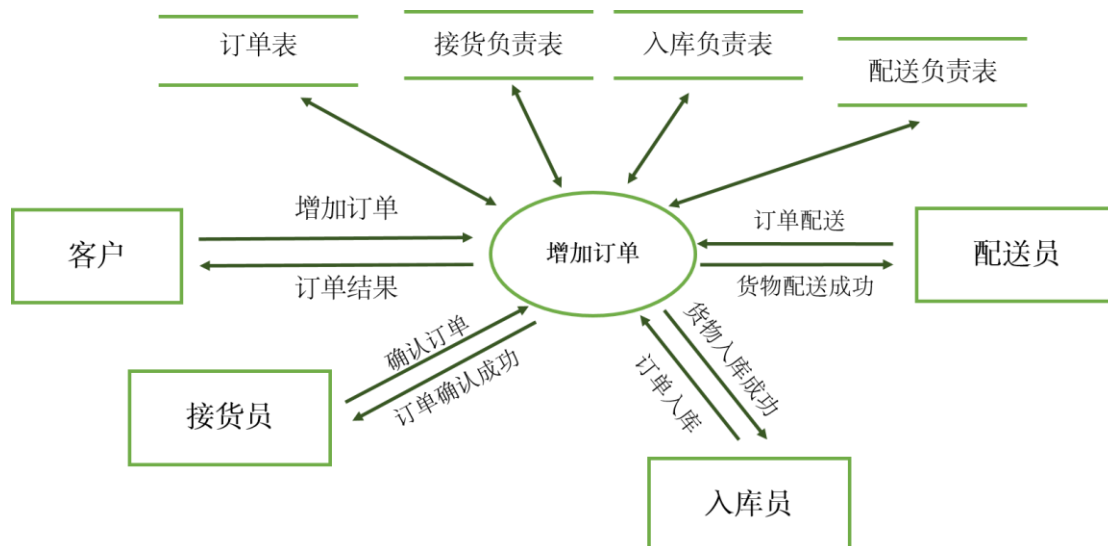 订单表
接货负责表
入库负责表
配送负责表
增加订单
订单配送
客户
增加订单
配送员
订单结果
货物配送成功
确认订单
订单确认成功
货物入库成功
订单入库
接货员
入库员